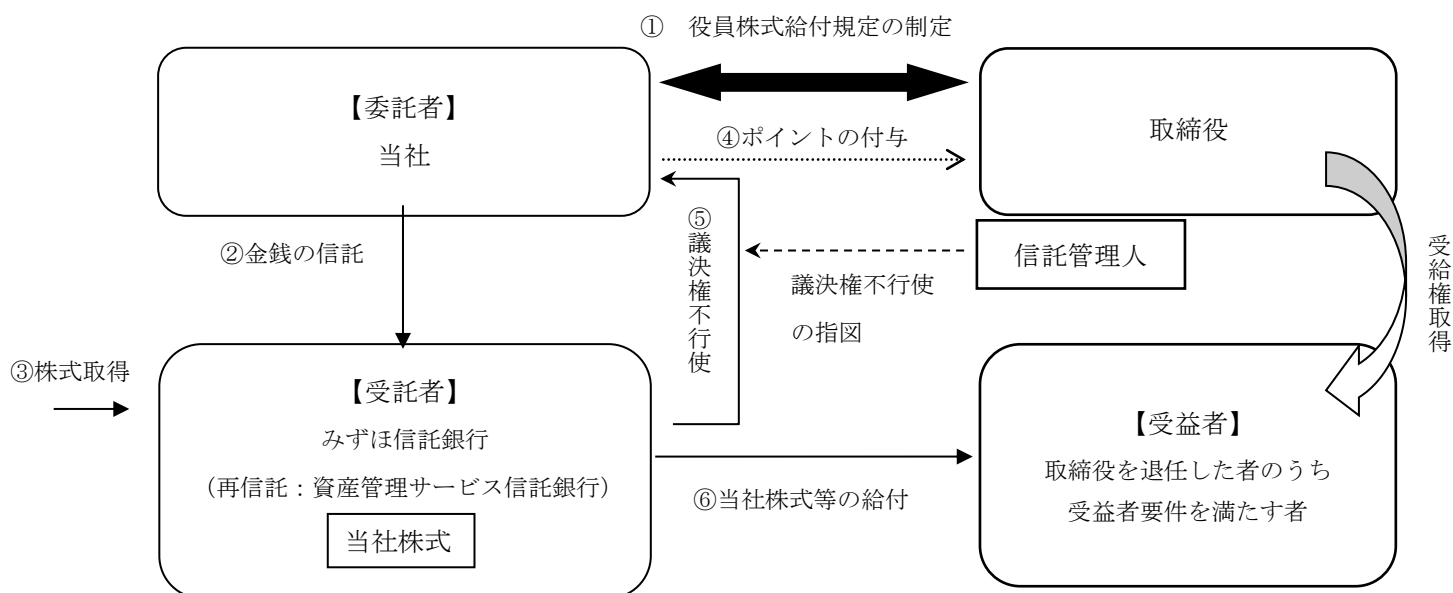 ① 役員株式給付規定の制定
【委託者】
当社
取締役
④ポイントの付与
②金銭の信託
⑤議決権不行使
信託管理人
議決権不行使
の指図
受給権取得
③株式取得
【受託者】
みずほ信託銀行
（再信託：資産管理サービス信託銀行）
当社株式
⑥当社株式等の給付
【受益者】
取締役を退任した者のうち
受益者要件を満たす者